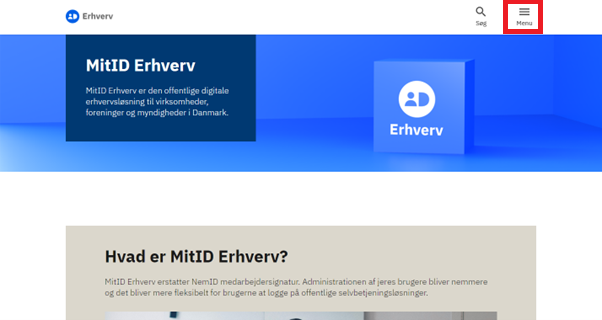 Erhverv
Søg
Menu
MitID Erhverv
MitID Erhverv er den offentlige digitale
erhvervsløsning til virksomheder,
foreninger og myndigheder i Danmark.
Erhverv
Hvad er MitID Erhverv?
MitID Erhverv erstatter NemID medarbejdersignatur. Administrationen af jeres brugere bliver nemmere
og det bliver mere fleksibelt for brugerne at logge på offentlige selvbetjeningsløsninger.